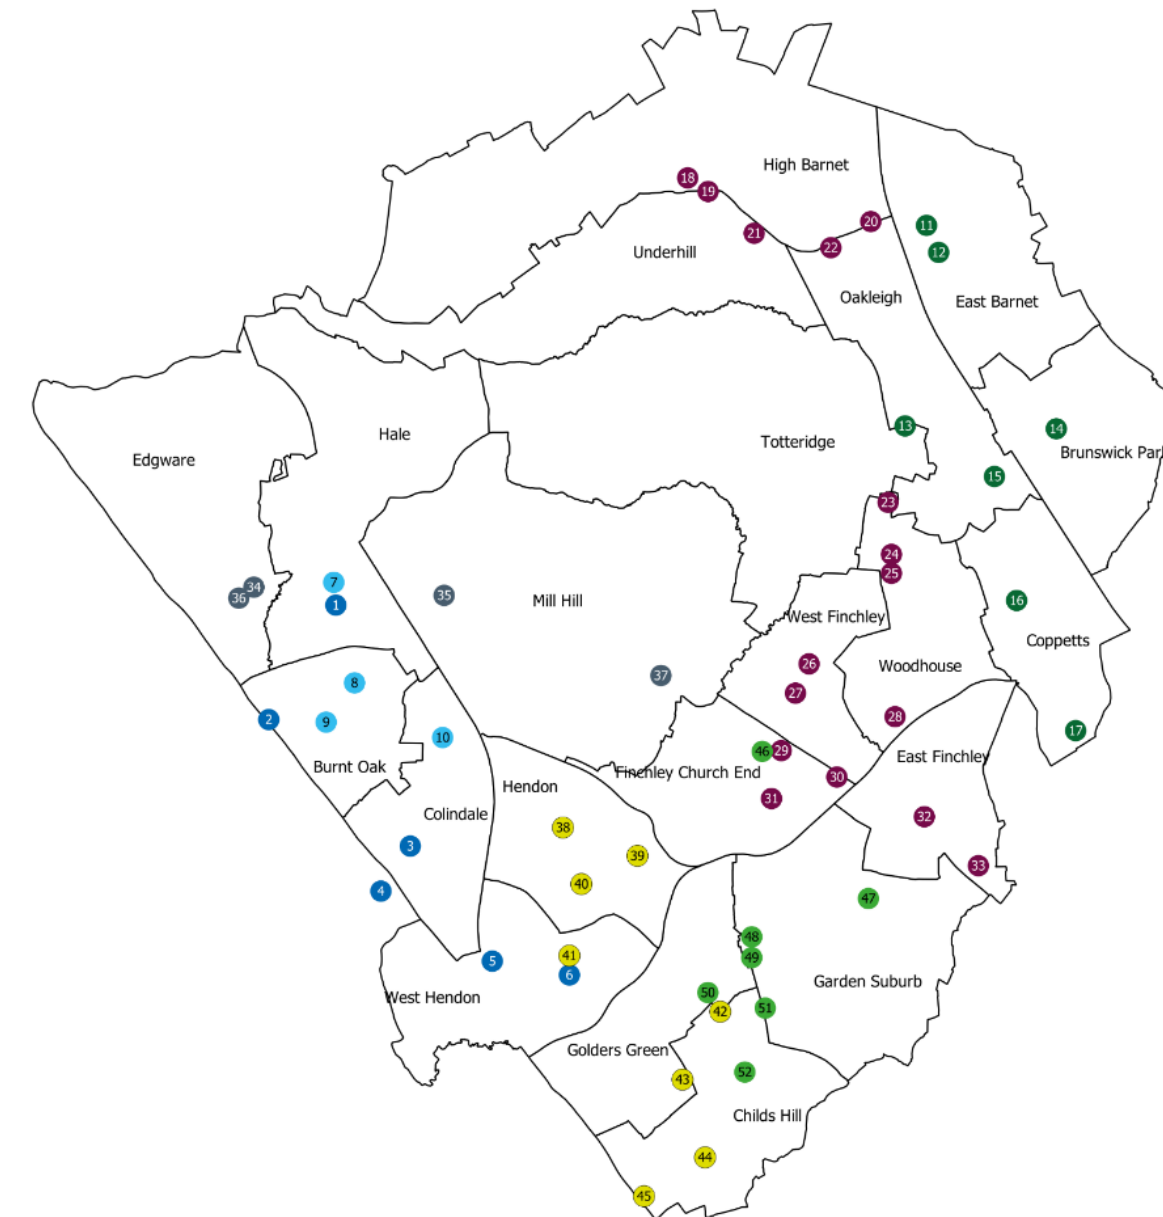 High Barnet
18
19
20
11
21
22
12
Underhill
Oakleigh
East Barnet
13
14
Hale
Totteridge
Brunswick Par
Edgware
15
23
24
25
7
34
36
35
1
Mill Hill
16
West Finchley
Coppetts
26
Woodhouse
37
8
27
2
9
28
17
10
46
29
East Finchley
Burnt Oak
Finchley Church End
30
Hendon
31
Colindale
32
38
3
39
33
40
4
47
48
41
49
5
6
Garden Suburb
West Hendon
50
51
42
Golders Green
52
43
Childs Hill
44
45